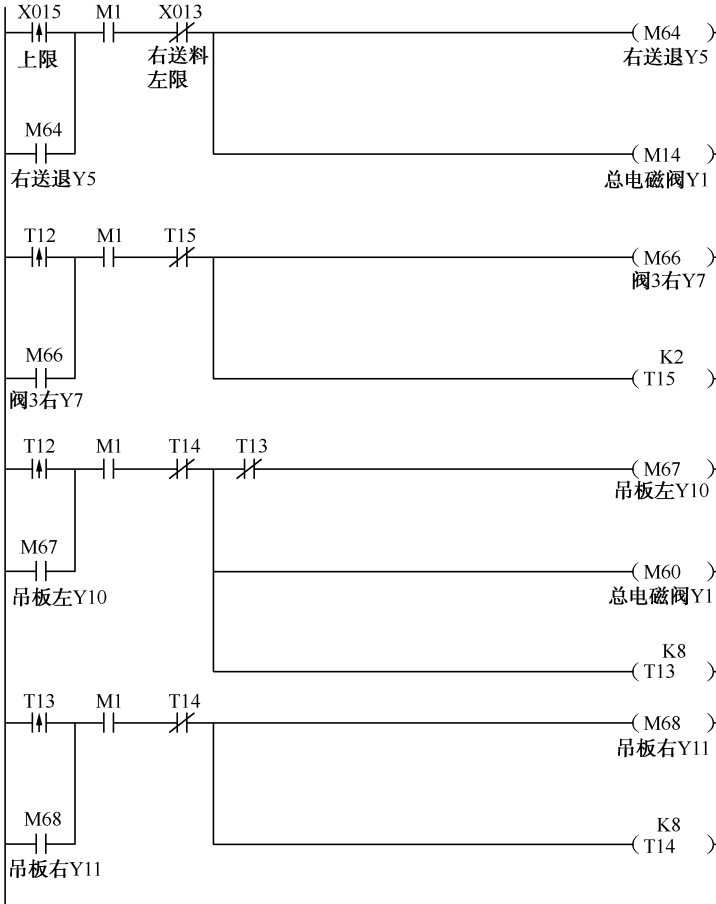 X015 M1 X013
( M64 )
上限
右送料
左限
右送退Y5
M64
( M14 )
右送退Y5
总电磁阀Y1
T12 M1 T15
( M66 )
阀3右Y7
M66
K2
( T15 )
阀3右Y7
T12 M1 T14 T13
( M67 )
吊板左Y10
M67
( M60 )
吊板左Y10
总电磁阀Y1
K8
( T13 )
T13 M1 T14
( M68 )
吊板右Y11
M68
K8
( T14 )
吊板右Y11